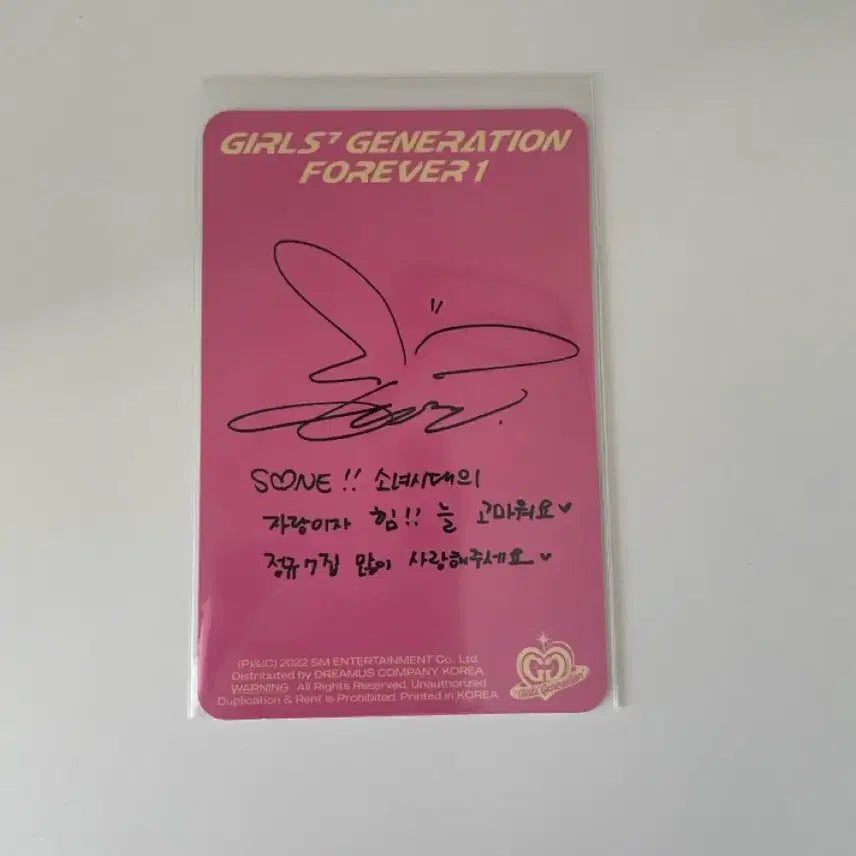 GIRLS' GENERATION
FOREVER 1
S♡NE !! 소녀시대의
자랑이자 힘!! 늘 고마워요♥
정규7집 많이 사랑해주세요♥
(P)&(C) 2022 SM ENTERTAINMENT Co., Ltd.
Distributed by DREAMUS COMPANY KOREA
WARNING All Rights Reserved. Unauthorized
Duplication & Rent is Prohibited. Printed in KOREA
Girls' Generation